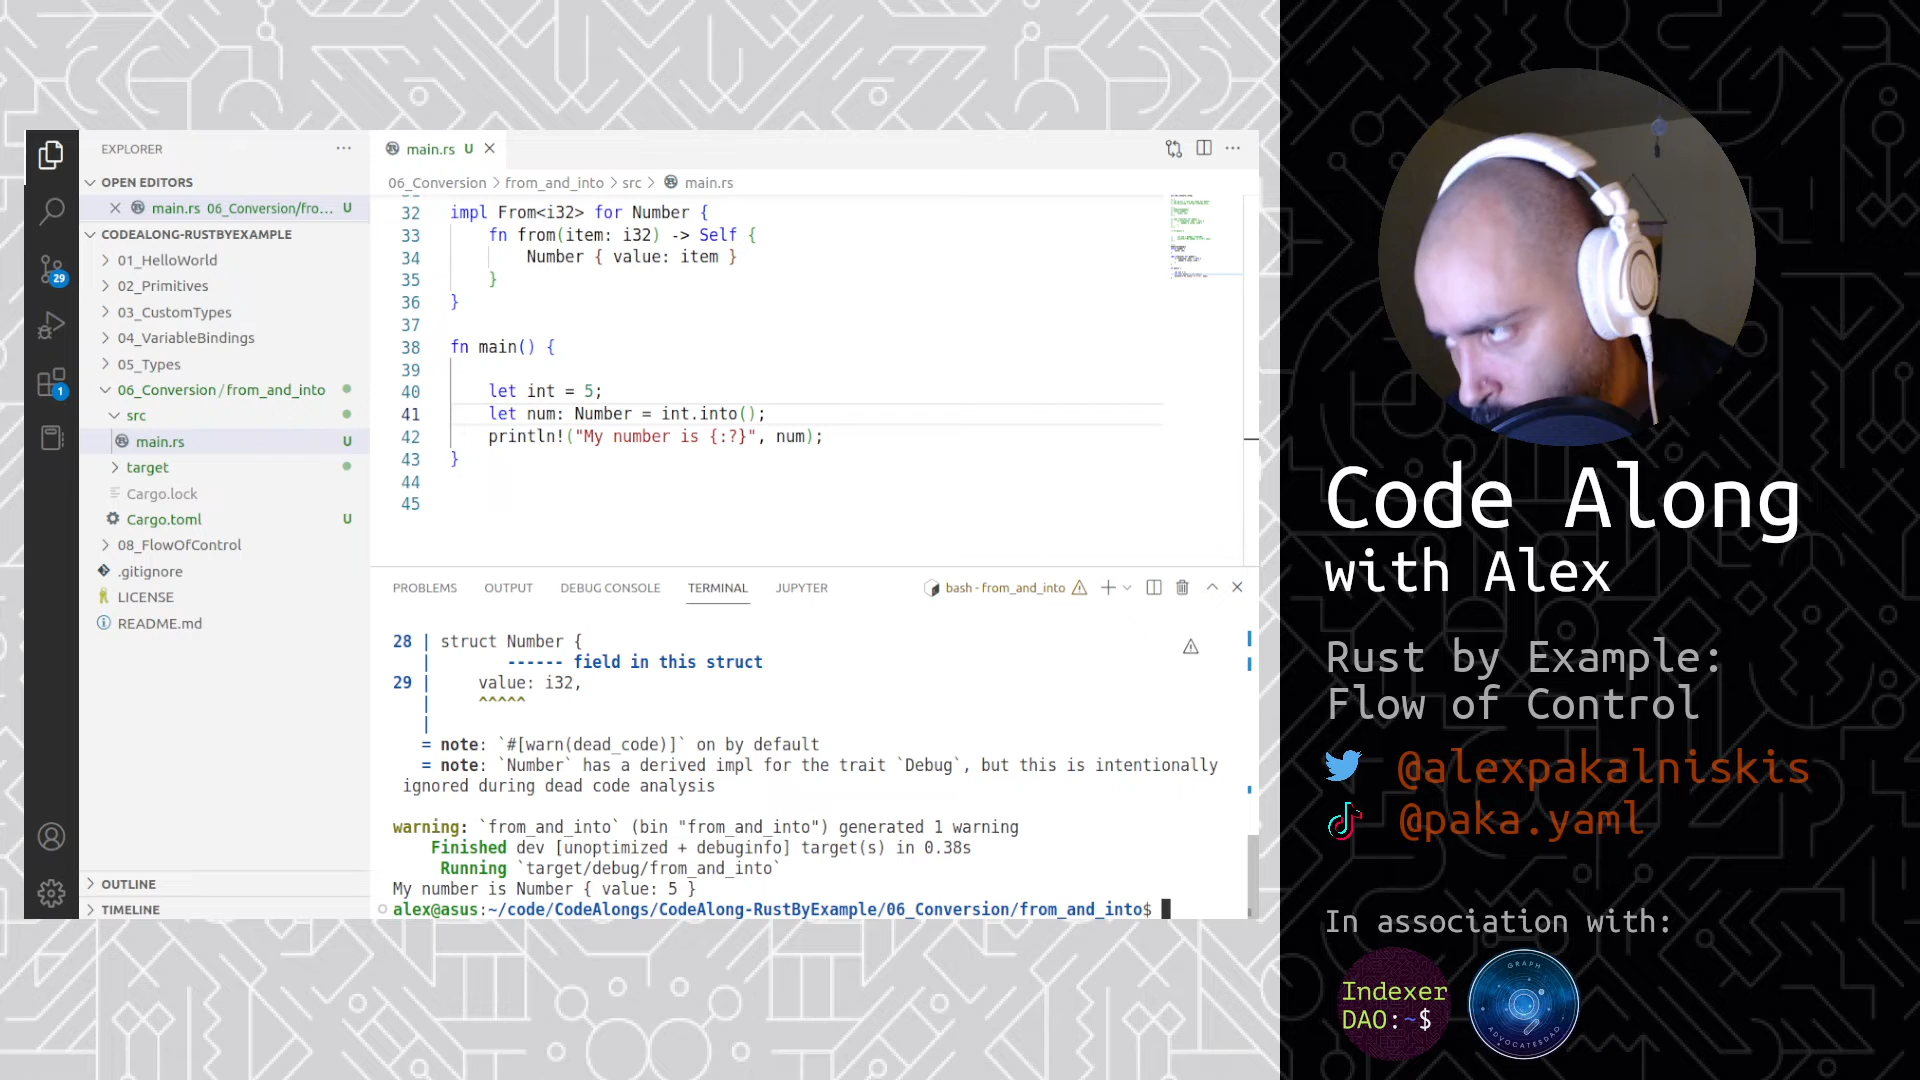 EXPLORER
OPEN EDITORS
main.rs 06_Conversion/fro... U
CODEALONG-RUSTBYEXAMPLE
01_HelloWorld
02_Primitives
03_CustomTypes
04_VariableBindings
05_Types
06_Conversion / from_and_into
src
main.rs U
target
Cargo.lock
Cargo.toml U
08_FlowOfControl
.gitignore
LICENSE
README.md
OUTLINE
TIMELINE
29
1
main.rs U
06_Conversion > from_and_into > src > main.rs
32 impl From<i32> for Number {
33 fn from(item: i32) -> Self {
34 Number { value: item }
35 }
36 }
37
38 fn main() {
39
40 let int = 5;
41 let num: Number = int.into();
42 println!("My number is {:?}", num);
43 }
44
45
PROBLEMS OUTPUT DEBUG CONSOLE TERMINAL JUPYTER bash - from_and_into
28 | struct Number {
| ------ field in this struct
29 | value: i32,
| ^^^^^
|
= note: `#[warn(dead_code)]` on by default
= note: `Number` has a derived impl for the trait `Debug`, but this is intentionally
ignored during dead code analysis
warning: `from_and_into` (bin "from_and_into") generated 1 warning
Finished dev [unoptimized + debuginfo] target(s) in 0.38s
Running `target/debug/from_and_into`
My number is Number { value: 5 }
alex@asus:~/code/CodeAlongs/CodeAlong-RustByExample/06_Conversion/from_and_into$
Code Along
with Alex
Rust by Example:
Flow of Control
@alexpakalniskis
@paka.yaml
In association with:
Indexer
DAO:~$
GRAPH
ADVOCATESDAO